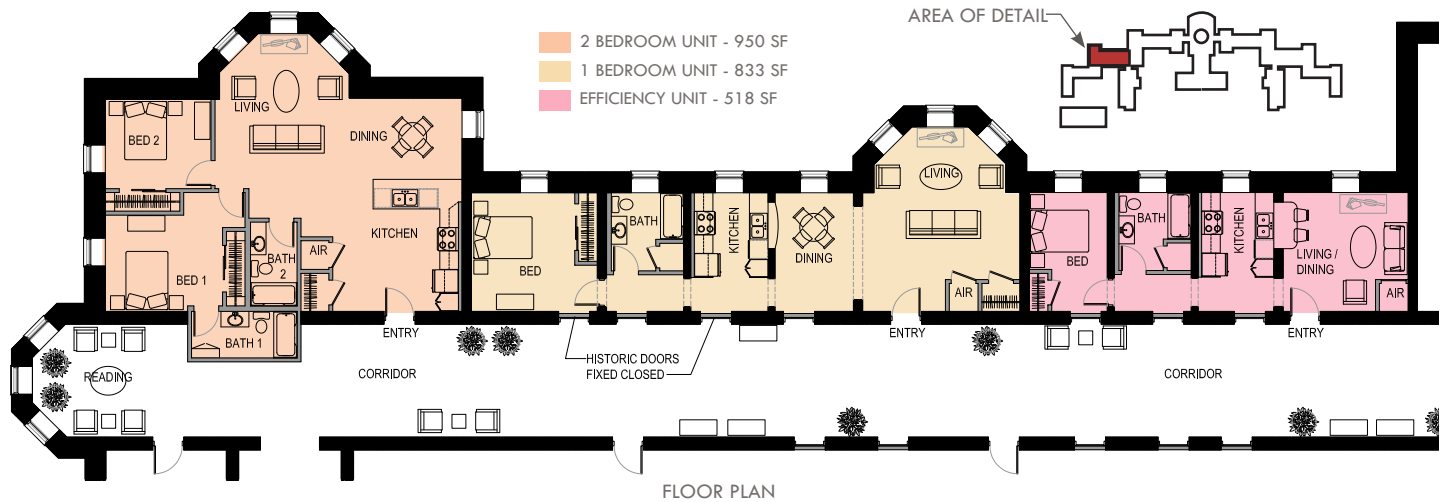 AREA OF DETAIL
2 BEDROOM UNIT - 950 SF
1 BEDROOM UNIT - 833 SF
EFFICIENCY UNIT - 518 SF
LIVING
DINING
BED 2
KITCHEN
BED 1
BATH
2
AIR
BATH 1
ENTRY
READING
CORRIDOR
BED
BATH
KITCHEN
DINING
LIVING
AIR
ENTRY
HISTORIC DOORS
FIXED CLOSED
BED
BATH
KITCHEN
LIVING /
DINING
AIR
ENTRY
CORRIDOR
FLOOR PLAN